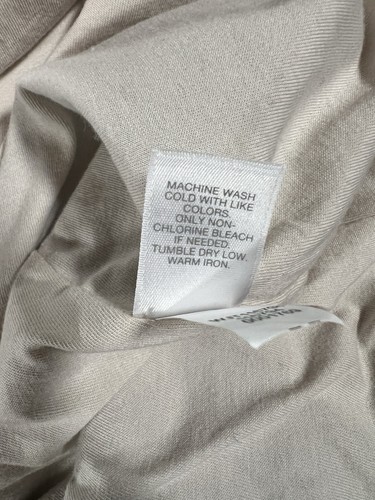 MACHINE WASH
COLD WITH LIKE
COLORS.
ONLY NON-
CHLORINE BLEACH
IF NEEDED.
TUMBLE DRY LOW.
WARM IRON.